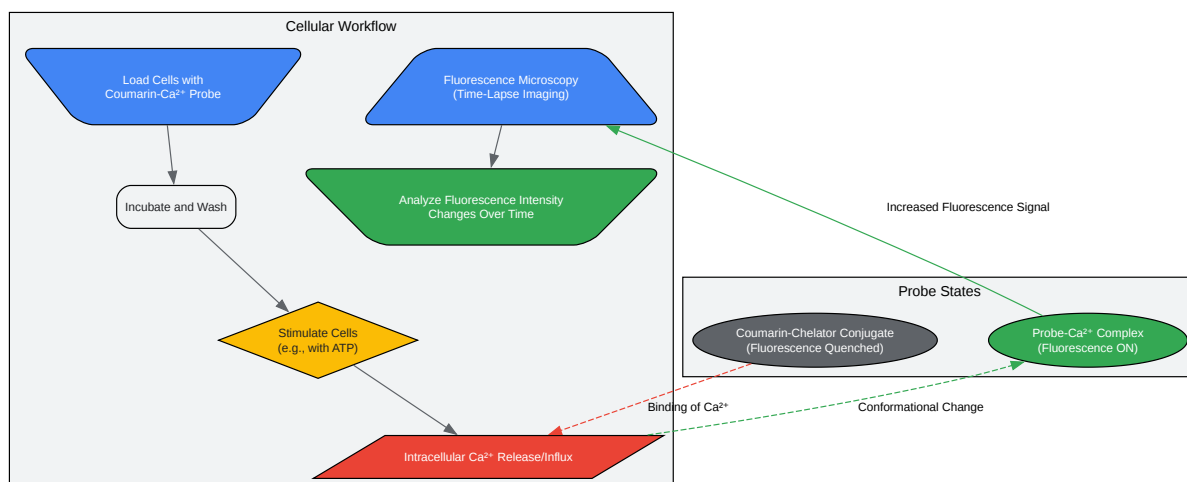 Cellular Workflow
Load Cells with
Coumarin-Ca²⁺ Probe
Fluorescence Microscopy
(Time-Lapse Imaging)
Incubate and Wash
Analyze Fluorescence Intensity
Changes Over Time
Increased Fluorescence Signal
Probe States
Stimulate Cells
(e.g., with ATP)
Coumarin-Chelator Conjugate
(Fluorescence Quenched)
Probe-Ca²⁺ Complex
(Fluorescence ON)
Binding of Ca²⁺
Conformational Change
Intracellular Ca²⁺ Release/Influx